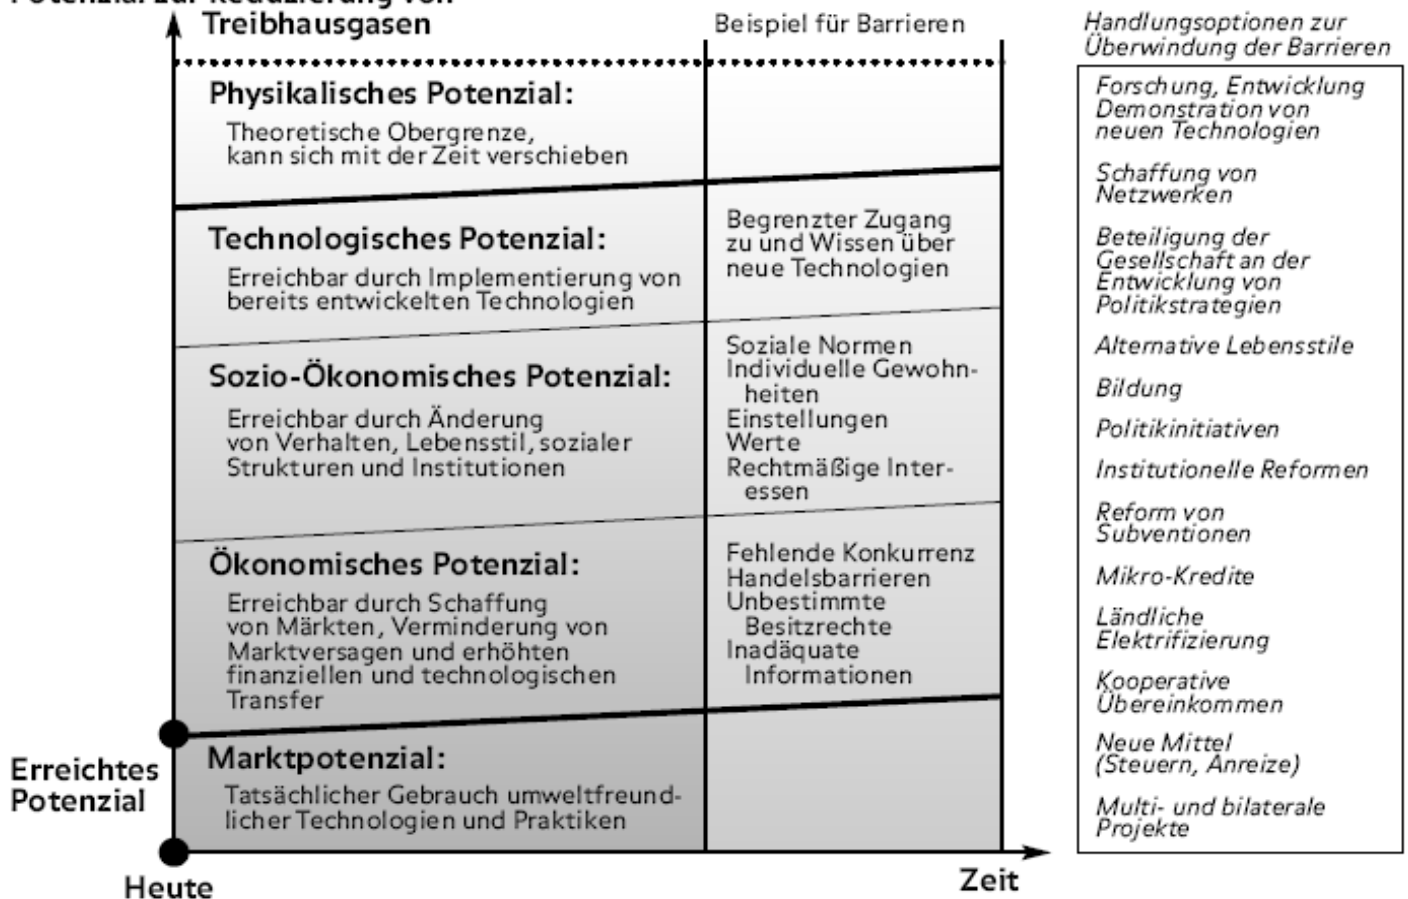 Potenzial zur Reduzierung von
Treibhausgasen
Beispiel für Barrieren
Handlungsoptionen zur
Überwindung der Barrieren
Physikalisches Potenzial:
Theoretische Obergrenze,
kann sich mit der Zeit verschieben
Technologisches Potenzial:
Erreichbar durch Implementierung von
bereits entwickelten Technologien
Begrenzter Zugang
zu und Wissen über
neue Technologien
Sozio-Ökonomisches Potenzial:
Erreichbar durch Änderung
von Verhalten, Lebensstil, sozialer
Strukturen und Institutionen
Soziale Normen
Individuelle Gewohn-
heiten
Einstellungen
Werte
Rechtmäßige Inter-
essen
Ökonomisches Potenzial:
Erreichbar durch Schaffung
von Märkten, Verminderung von
Marktversagen und erhöhten
finanziellen und technologischen
Transfer
Fehlende Konkurrenz
Handelsbarrieren
Unbestimmte
Besitzrechte
Inadäquate
Informationen
Marktpotenzial:
Tatsächlicher Gebrauch umweltfreund-
licher Technologien und Praktiken
Erreichtes
Potenzial
Heute
Zeit
Forschung, Entwicklung
Demonstration von
neuen Technologien
Schaffung von
Netzwerken
Beteiligung der
Gesellschaft an der
Entwicklung von
Politikstrategien
Alternative Lebensstile
Bildung
Politikinitiativen
Institutionelle Reformen
Reform von
Subventionen
Mikro-Kredite
Ländliche
Elektrifizierung
Kooperative
Übereinkommen
Neue Mittel
(Steuern, Anreize)
Multi- und bilaterale
Projekte